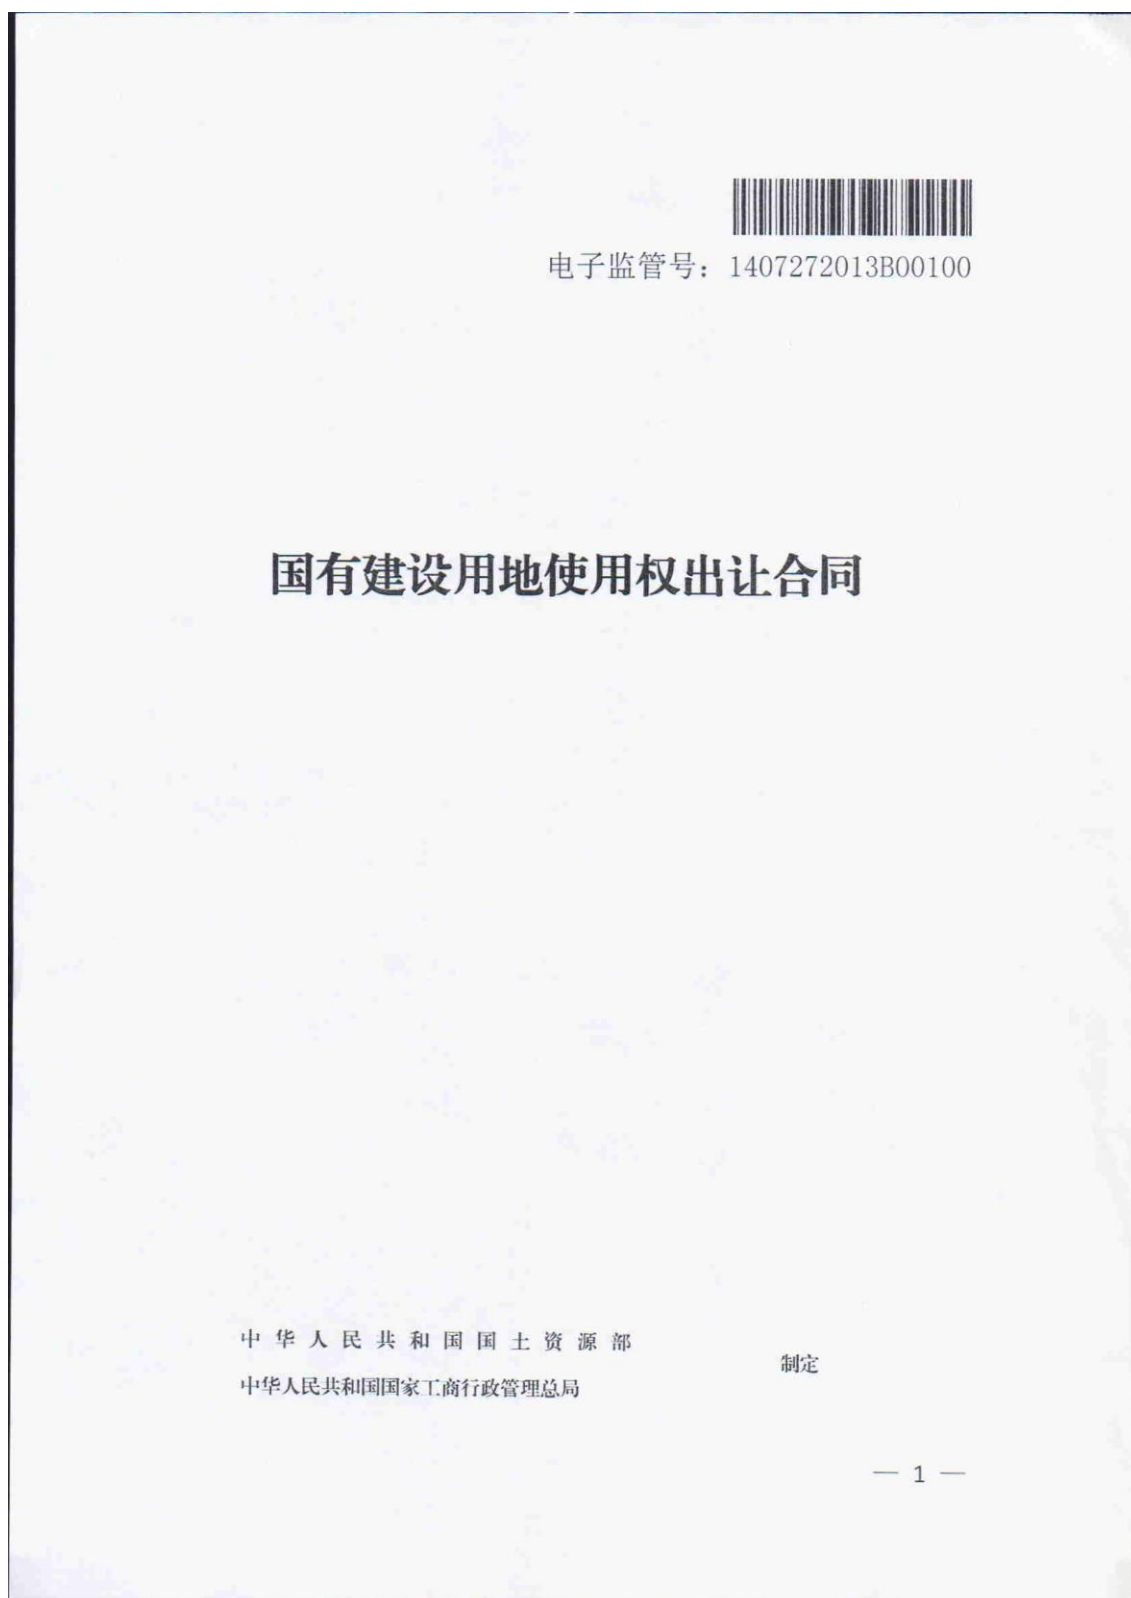 电子监管号：1407272013B00100
国有建设用地使用权出让合同
中华人民共和国国土资源部
中华人民共和国国家工商行政管理总局
制定
— 1 —